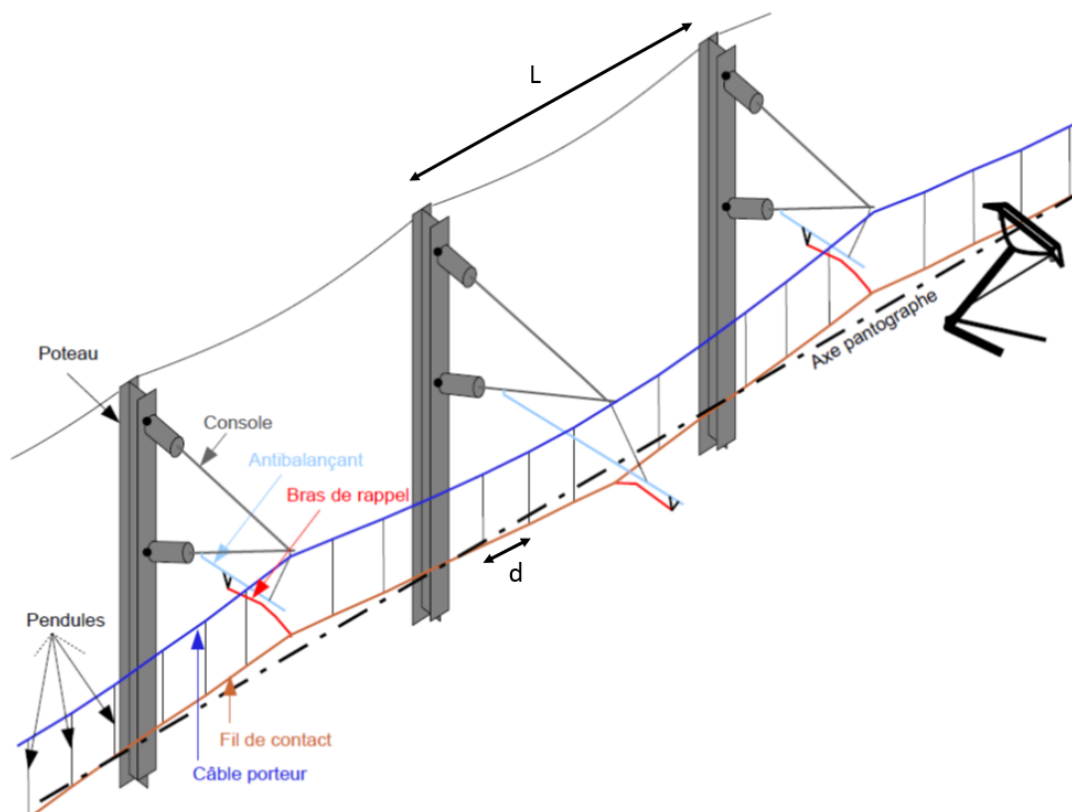 L
Poteau
Console
Antibalançant
Bras de rappel
Axe pantographe
d
Pendules
Fil de contact
Câble porteur